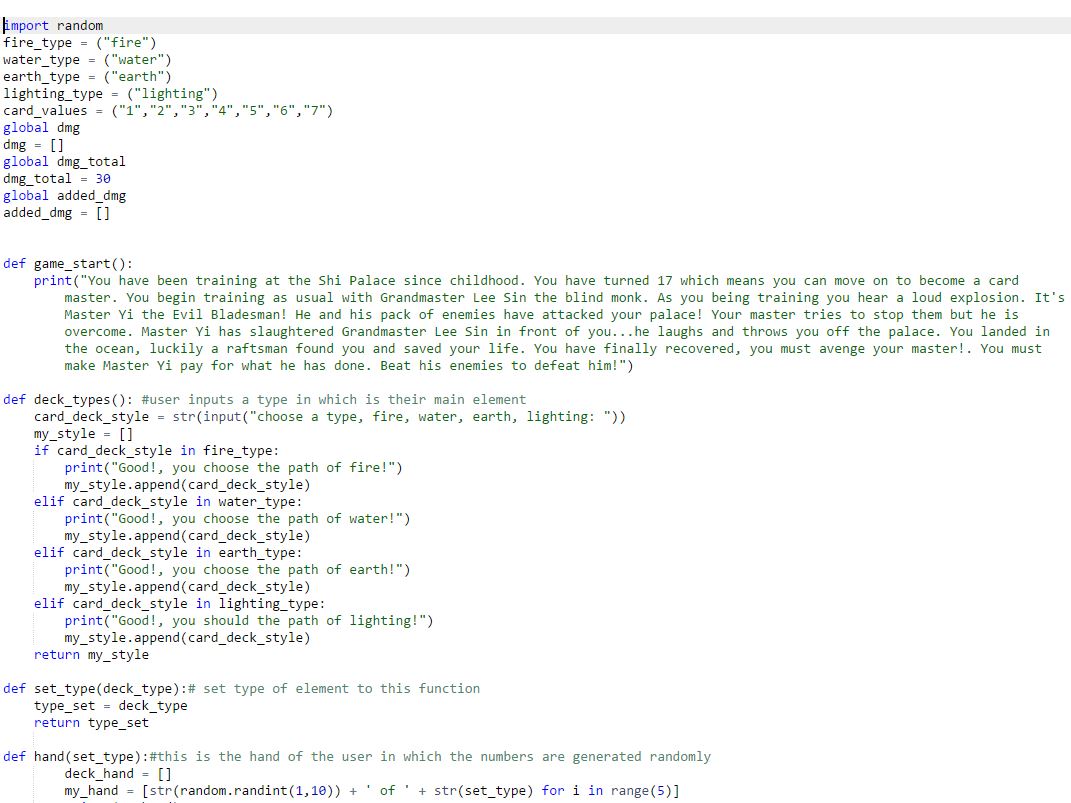 import random
fire_type = ("fire")
water_type = ("water")
earth_type = ("earth")
lighting_type = ("lighting")
card_values = ("1","2","3","4","5","6","7")
global dmg
dmg = []
global dmg_total
dmg_total = 30
global added_dmg
added_dmg = []
def game_start():
print("You have been training at the Shi Palace since childhood. You have turned 17 which means you can move on to become a card
master. You begin training as usual with Grandmaster Lee Sin the blind monk. As you being training you hear a loud explosion. It's
Master Yi the Evil Bladesman! He and his pack of enemies have attacked your palace! Your master tries to stop them but he is
overcome. Master Yi has slaughtered Grandmaster Lee Sin in front of you...he laughs and throws you off the palace. You landed in
the ocean, luckily a raftsman found you and saved your life. You have finally recovered, you must avenge your master!. You must
make Master Yi pay for what he has done. Beat his enemies to defeat him!")
def deck_types(): #user inputs a type in which is their main element
card_deck_style = str(input("choose a type, fire, water, earth, lighting: "))
my_style = []
if card_deck_style in fire_type:
print("Good!, you choose the path of fire!")
my_style.append(card_deck_style)
elif card_deck_style in water_type:
print("Good!, you choose the path of water!")
my_style.append(card_deck_style)
elif card_deck_style in earth_type:
print("Good!, you choose the path of earth!")
my_style.append(card_deck_style)
elif card_deck_style in lighting_type:
print("Good!, you should the path of lighting!")
my_style.append(card_deck_style)
return my_style
def set_type(deck_type):# set type of element to this function
type_set = deck_type
return type_set
def hand(set_type):#this is the hand of the user in which the numbers are generated randomly
deck_hand = []
my_hand = [str(random.randint(1,10)) + ' of ' + str(set_type) for i in range(5)]